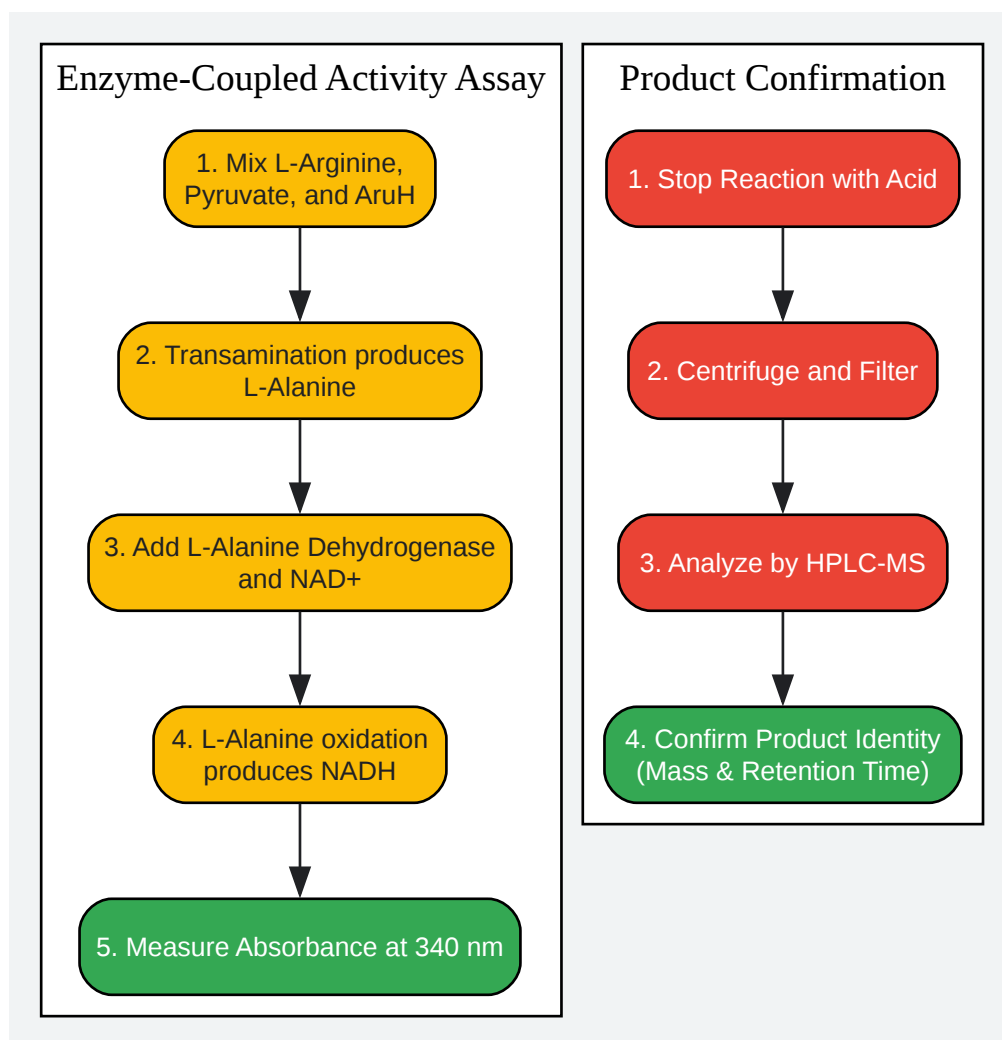 Enzyme-Coupled Activity Assay
1. Mix L-Arginine,
Pyruvate, and AruH
2. Transamination produces
L-Alanine
3. Add L-Alanine Dehydrogenase
and NAD+
4. L-Alanine oxidation
produces NADH
5. Measure Absorbance at 340 nm
Product Confirmation
1. Stop Reaction with Acid
2. Centrifuge and Filter
3. Analyze by HPLC-MS
4. Confirm Product Identity
(Mass & Retention Time)